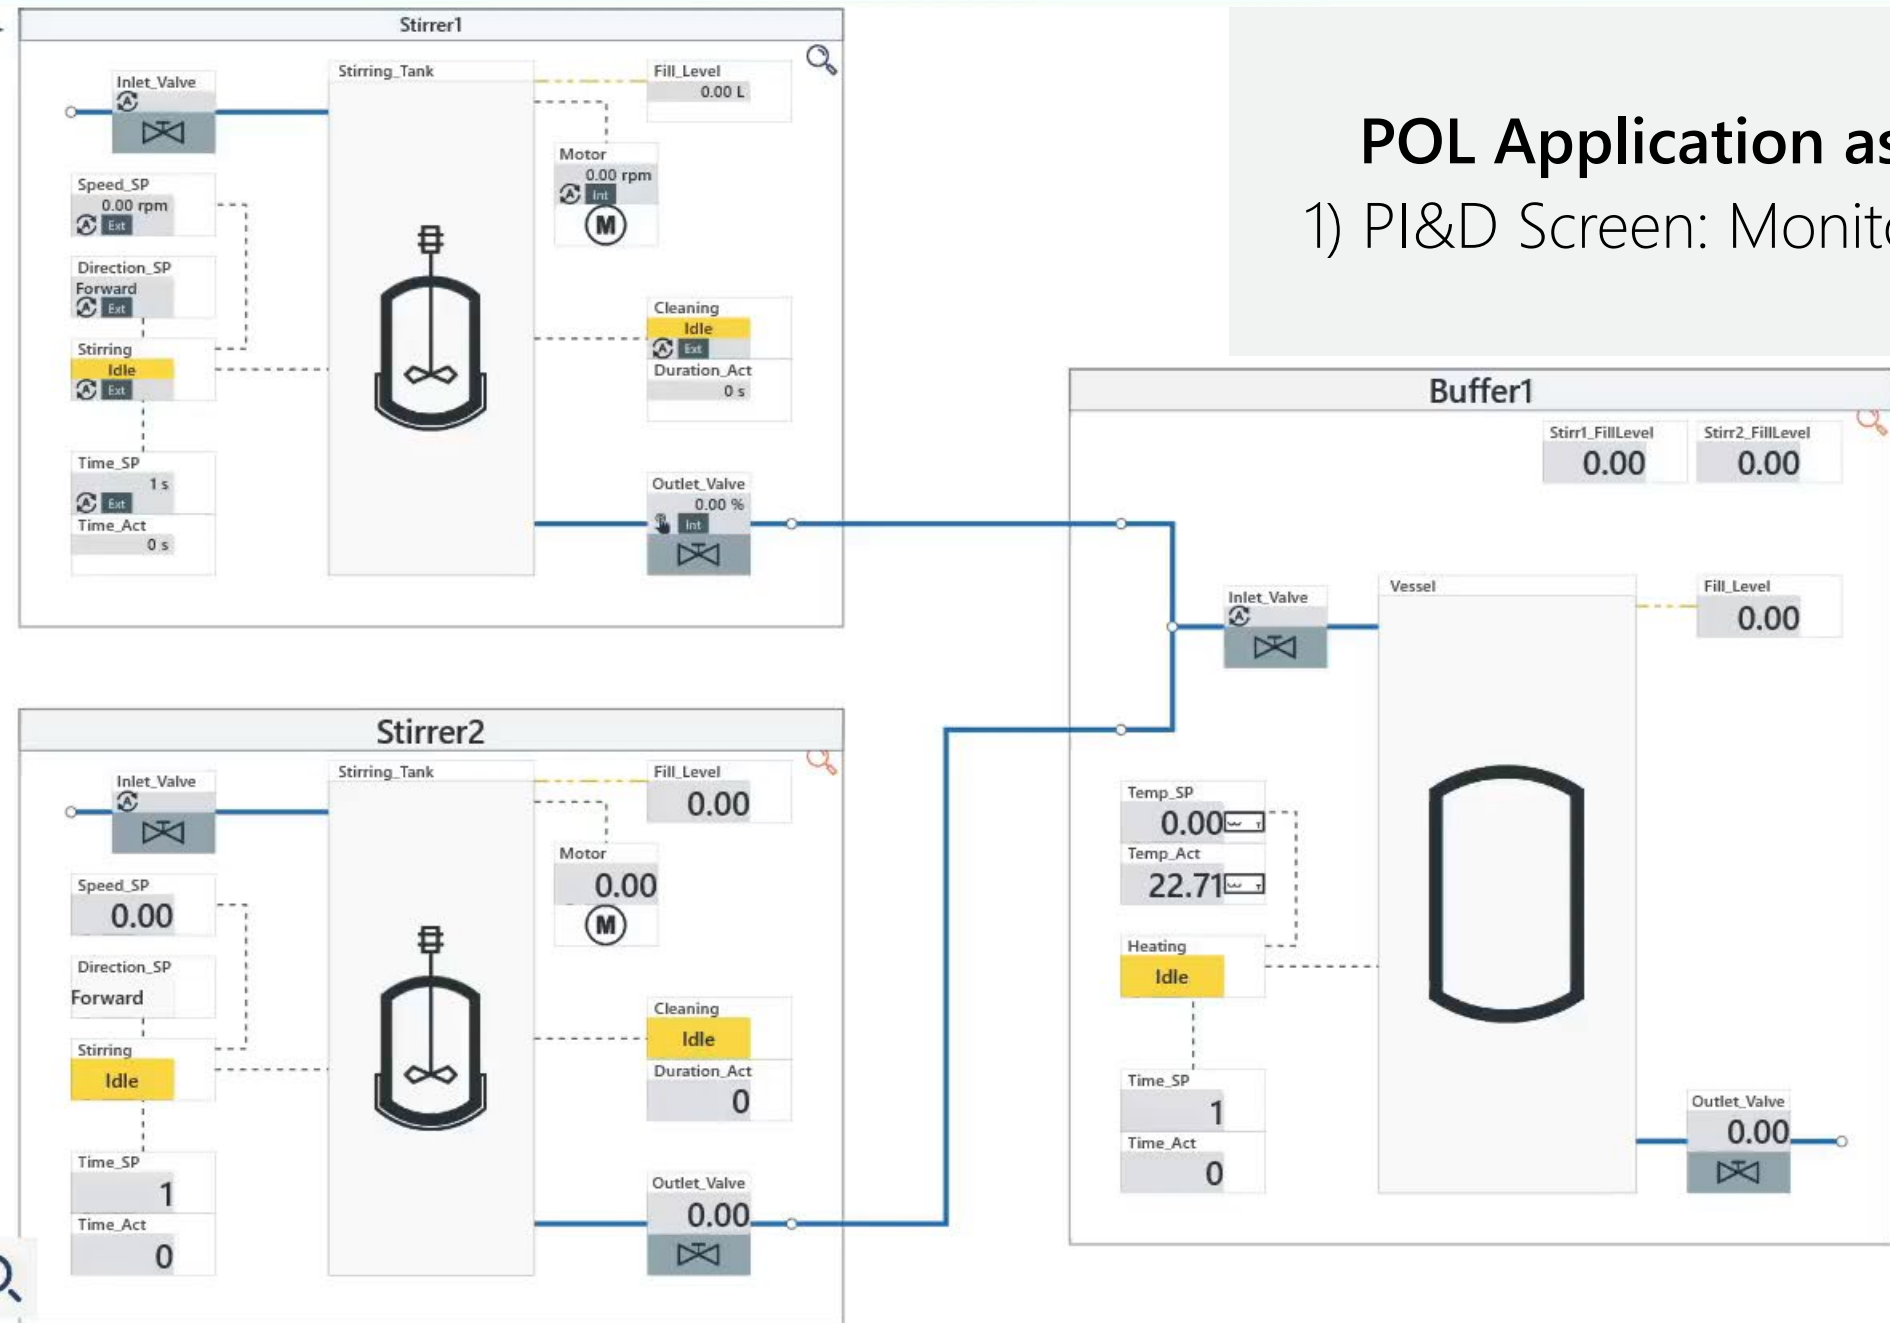 Stirrer1
Inlet_Valve
A
Speed_SP
0.00 rpm
A Ext
Direction_SP
Forward
A Ext
Stirring
Idle
A Ext
Time_SP
1 s
A Ext
Time_Act
0 s
Stirring_Tank
Fill_Level
0.00 L
Motor
0.00 rpm
A Int
M
Cleaning
Idle
A Ext
Duration_Act
0 s
Outlet_Valve
0.00 %
Int
POL Application as
1) PI&D Screen: Monito
Stirrer2
Inlet_Valve
A
Speed_SP
0.00
Direction_SP
Forward
Stirring
Idle
Time_SP
1
Time_Act
0
Stirring_Tank
Fill_Level
0.00
Motor
0.00
M
Cleaning
Idle
Duration_Act
0
Outlet_Valve
0.00
Buffer1
Stirr1_FillLevel
0.00
Stirr2_FillLevel
0.00
Inlet_Valve
A
Vessel
Fill_Level
0.00
Temp_SP
0.00
Temp_Act
22.71
Heating
Idle
Time_SP
1
Time_Act
0
Outlet_Valve
0.00